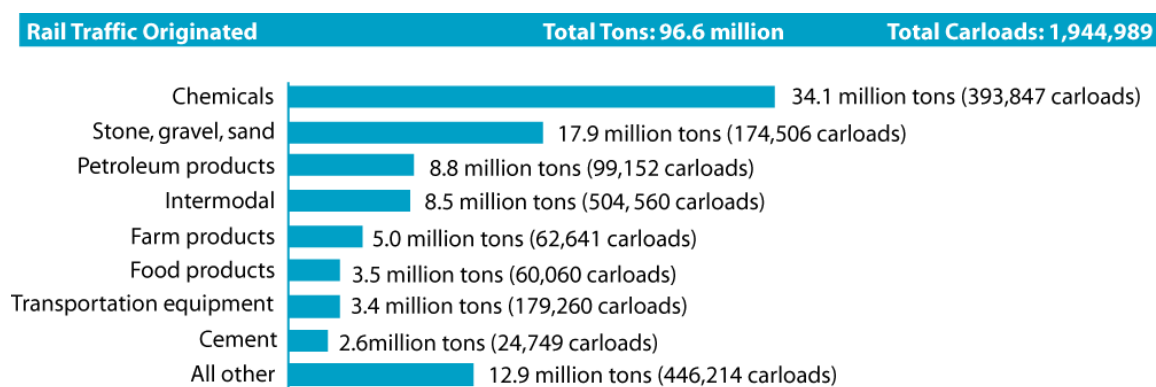 Rail Traffic Originated Total Tons: 96.6 million Total Carloads: 1,944,989
Chemicals 34.1 million tons (393,847 carloads)
Stone, gravel, sand 17.9 million tons (174,506 carloads)
Petroleum products 8.8 million tons (99,152 carloads)
Intermodal 8.5 million tons (504, 560 carloads)
Farm products 5.0 million tons (62,641 carloads)
Food products 3.5 million tons (60,060 carloads)
Transportation equipment 3.4 million tons (179,260 carloads)
Cement 2.6million tons (24,749 carloads)
All other 12.9 million tons (446,214 carloads)